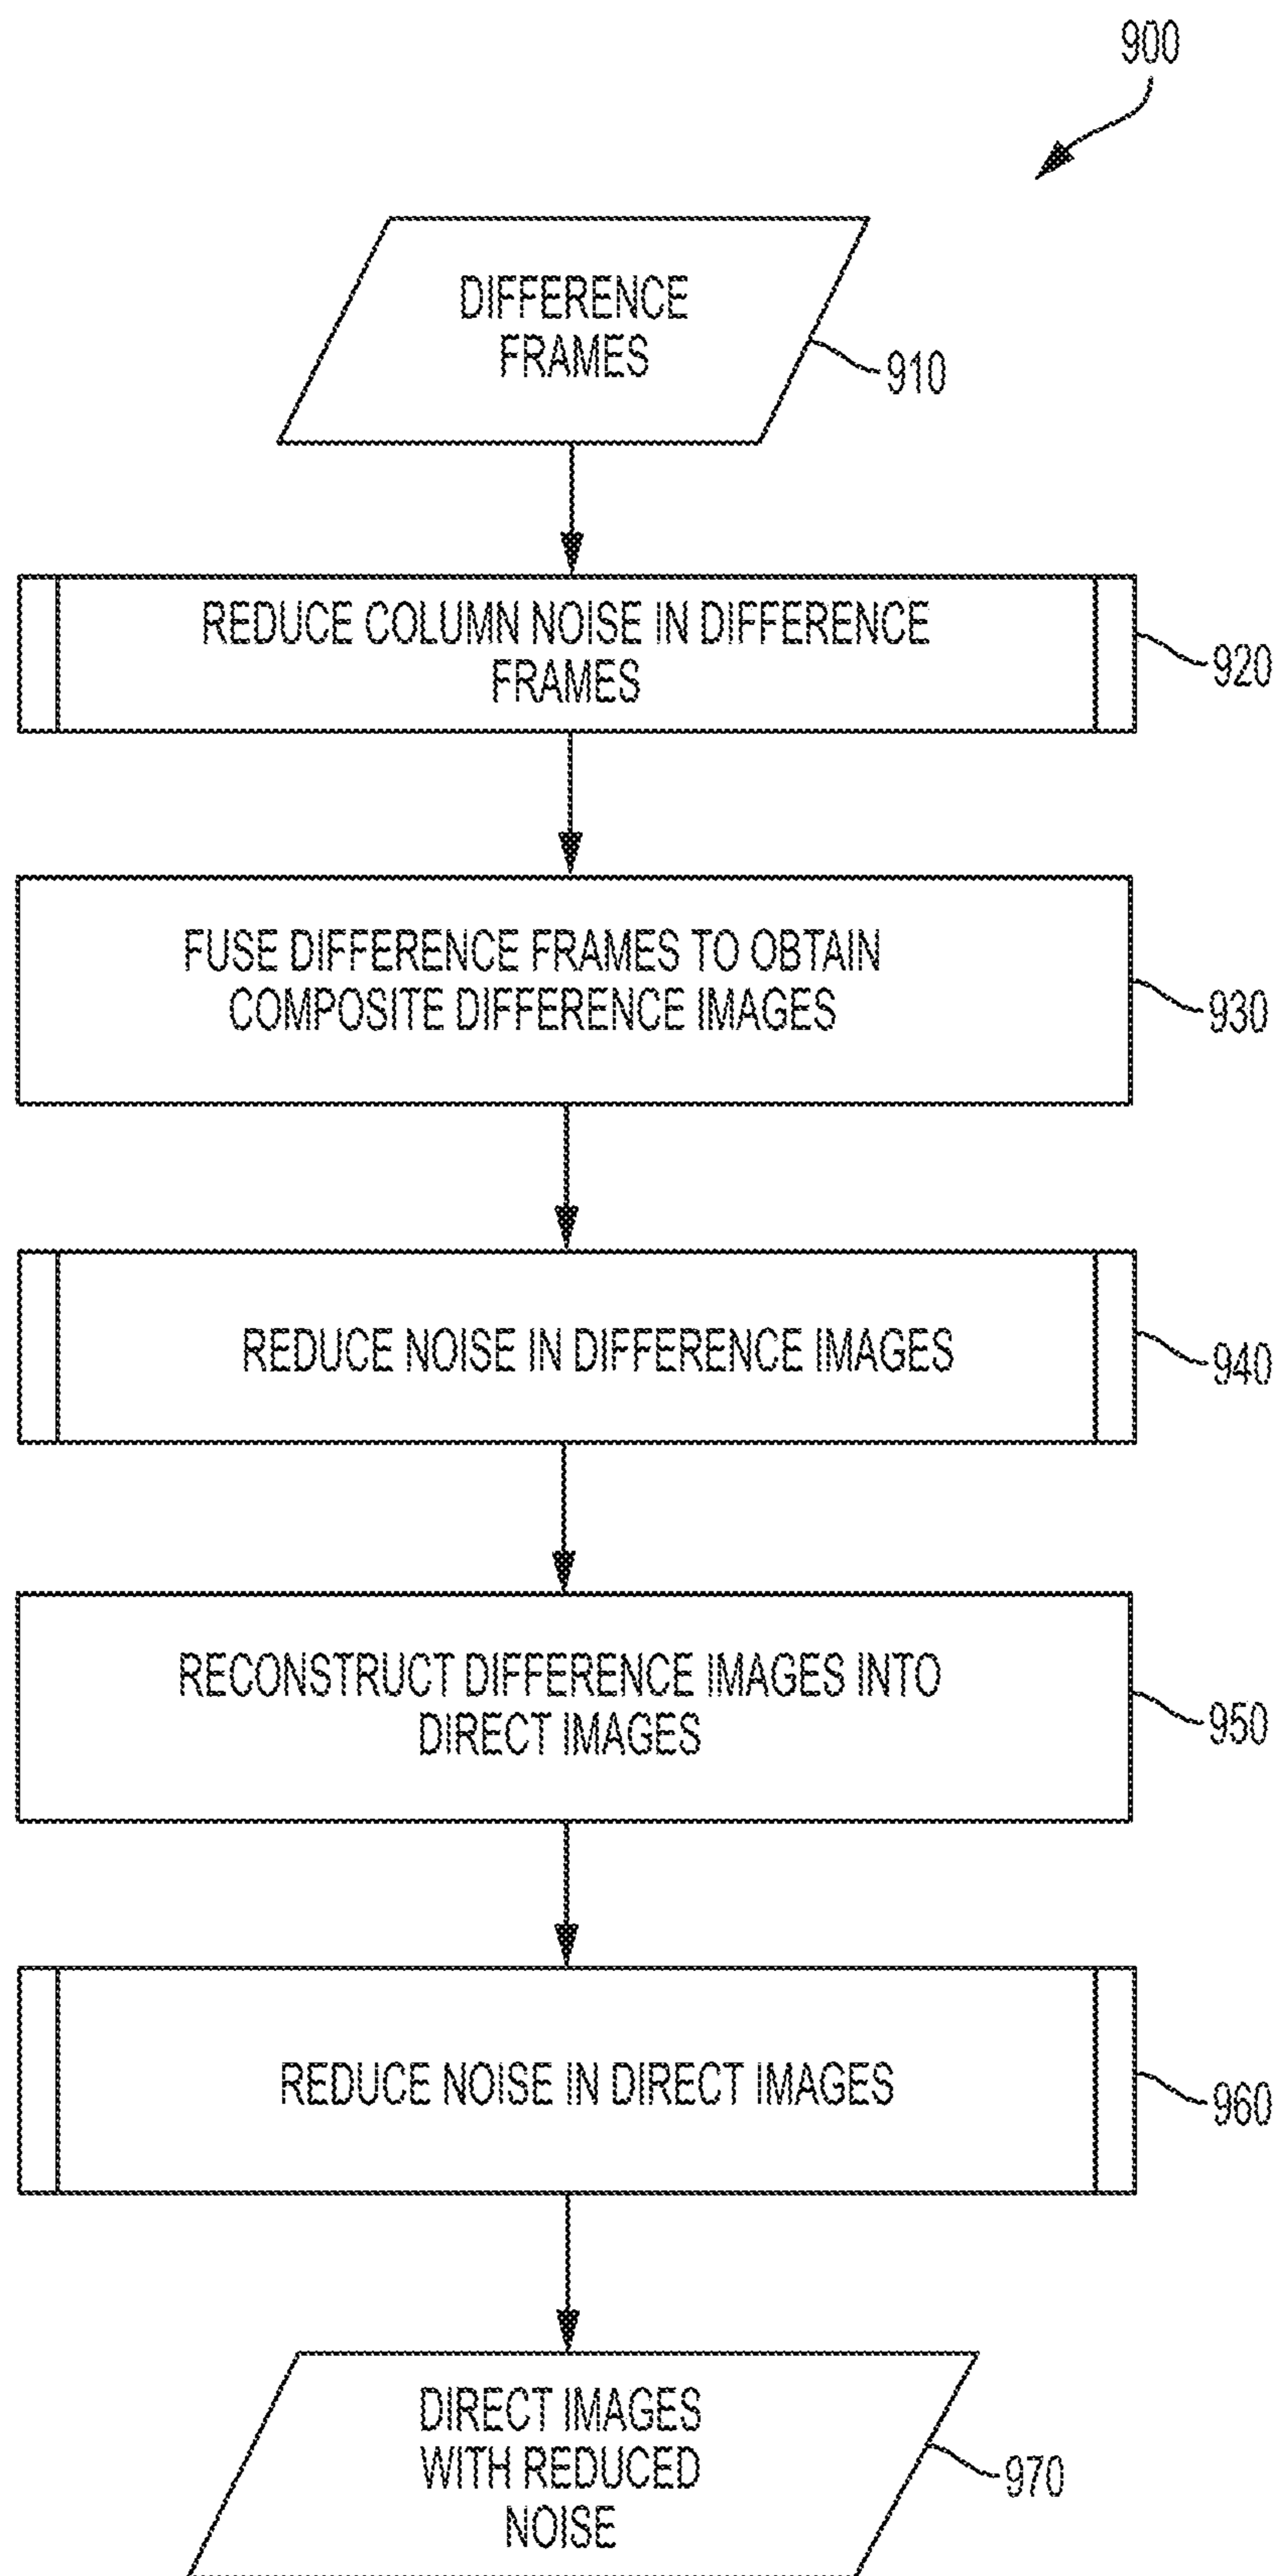 900
DIFFERENCE
FRAMES
910
REDUCE COLUMN NOISE IN DIFFERENCE
FRAMES
920
FUSE DIFFERENCE FRAMES TO OBTAIN
COMPOSITE DIFFERENCE IMAGES
930
REDUCE NOISE IN DIFFERENCE IMAGES
940
RECONSTRUCT DIFFERENCE IMAGES INTO
DIRECT IMAGES
950
REDUCE NOISE IN DIRECT IMAGES
960
DIRECT IMAGES
WITH REDUCED
NOISE
970